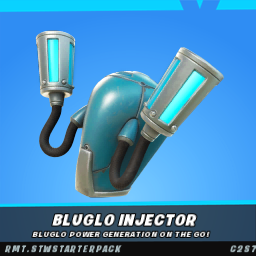 BLUGLO INJECTOR
BLUGLO POWER GENERATION ON THE GO!
RMT.STWSTARTERPACK C2S7